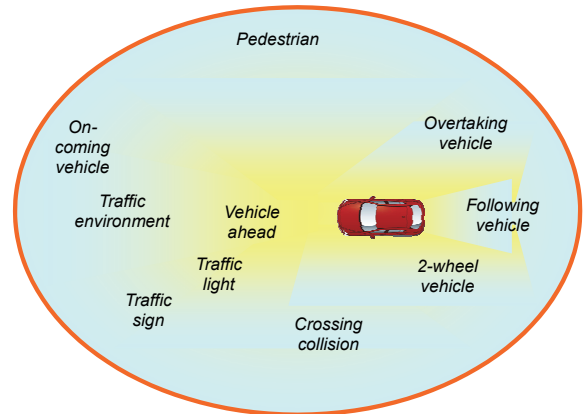 Pedestrian
On-
coming
vehicle
Overtaking
vehicle
Traffic
environment
Vehicle
ahead
Following
vehicle
Traffic
light
2-wheel
vehicle
Traffic
sign
Crossing
collision